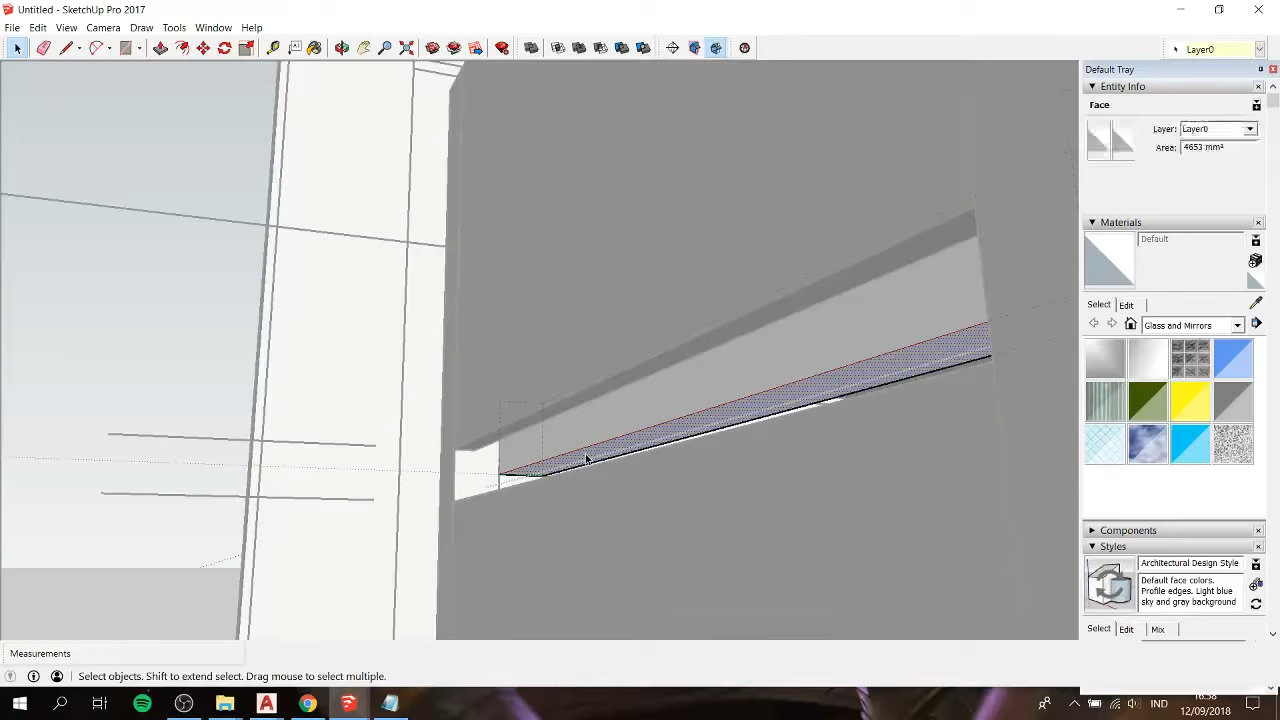 Untitled - SketchUp Pro 2017
File Edit View Camera Draw Tools Window Help
Layer0
Default Tray
Entity Info
Face
Layer: Layer0
Area: 4653 mm²
Materials
Default
Select Edit
Glass and Mirrors
Components
Styles
Architectural Design Style
Default face colors.
Profile edges. Light blue
sky and gray background
Select Edit Mix
Measurements
Select objects. Shift to extend select. Drag mouse to select multiple.
IND
16.58
12/09/2018